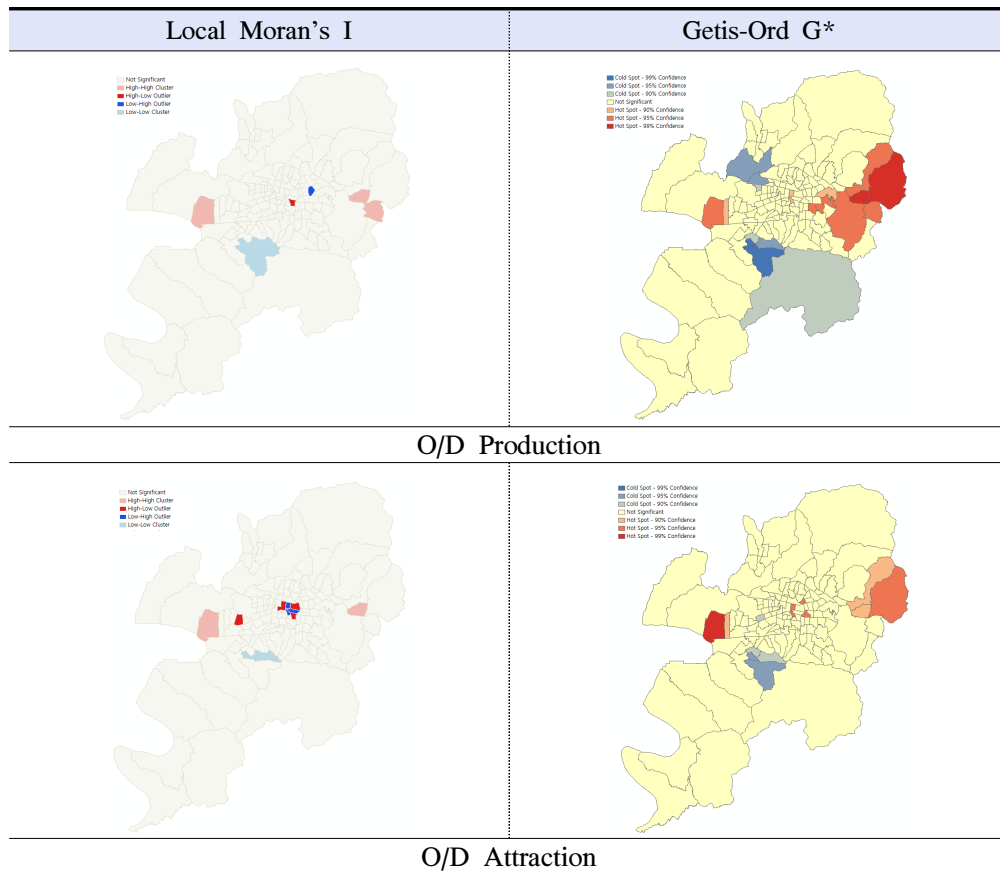 Local Moran's I
Getis-Ord G*
Not Significant
High-High Cluster
High-Low Outlier
Low-High Outlier
Low-Low Cluster
Cold Spot - 99% Confidence
Cold Spot - 95% Confidence
Cold Spot - 90% Confidence
Not Significant
Hot Spot - 90% Confidence
Hot Spot - 95% Confidence
Hot Spot - 99% Confidence
O/D Production
Not Significant
High-High Cluster
High-Low Outlier
Low-High Outlier
Low-Low Cluster
Cold Spot - 99% Confidence
Cold Spot - 95% Confidence
Cold Spot - 90% Confidence
Not Significant
Hot Spot - 90% Confidence
Hot Spot - 95% Confidence
Hot Spot - 99% Confidence
O/D Attraction